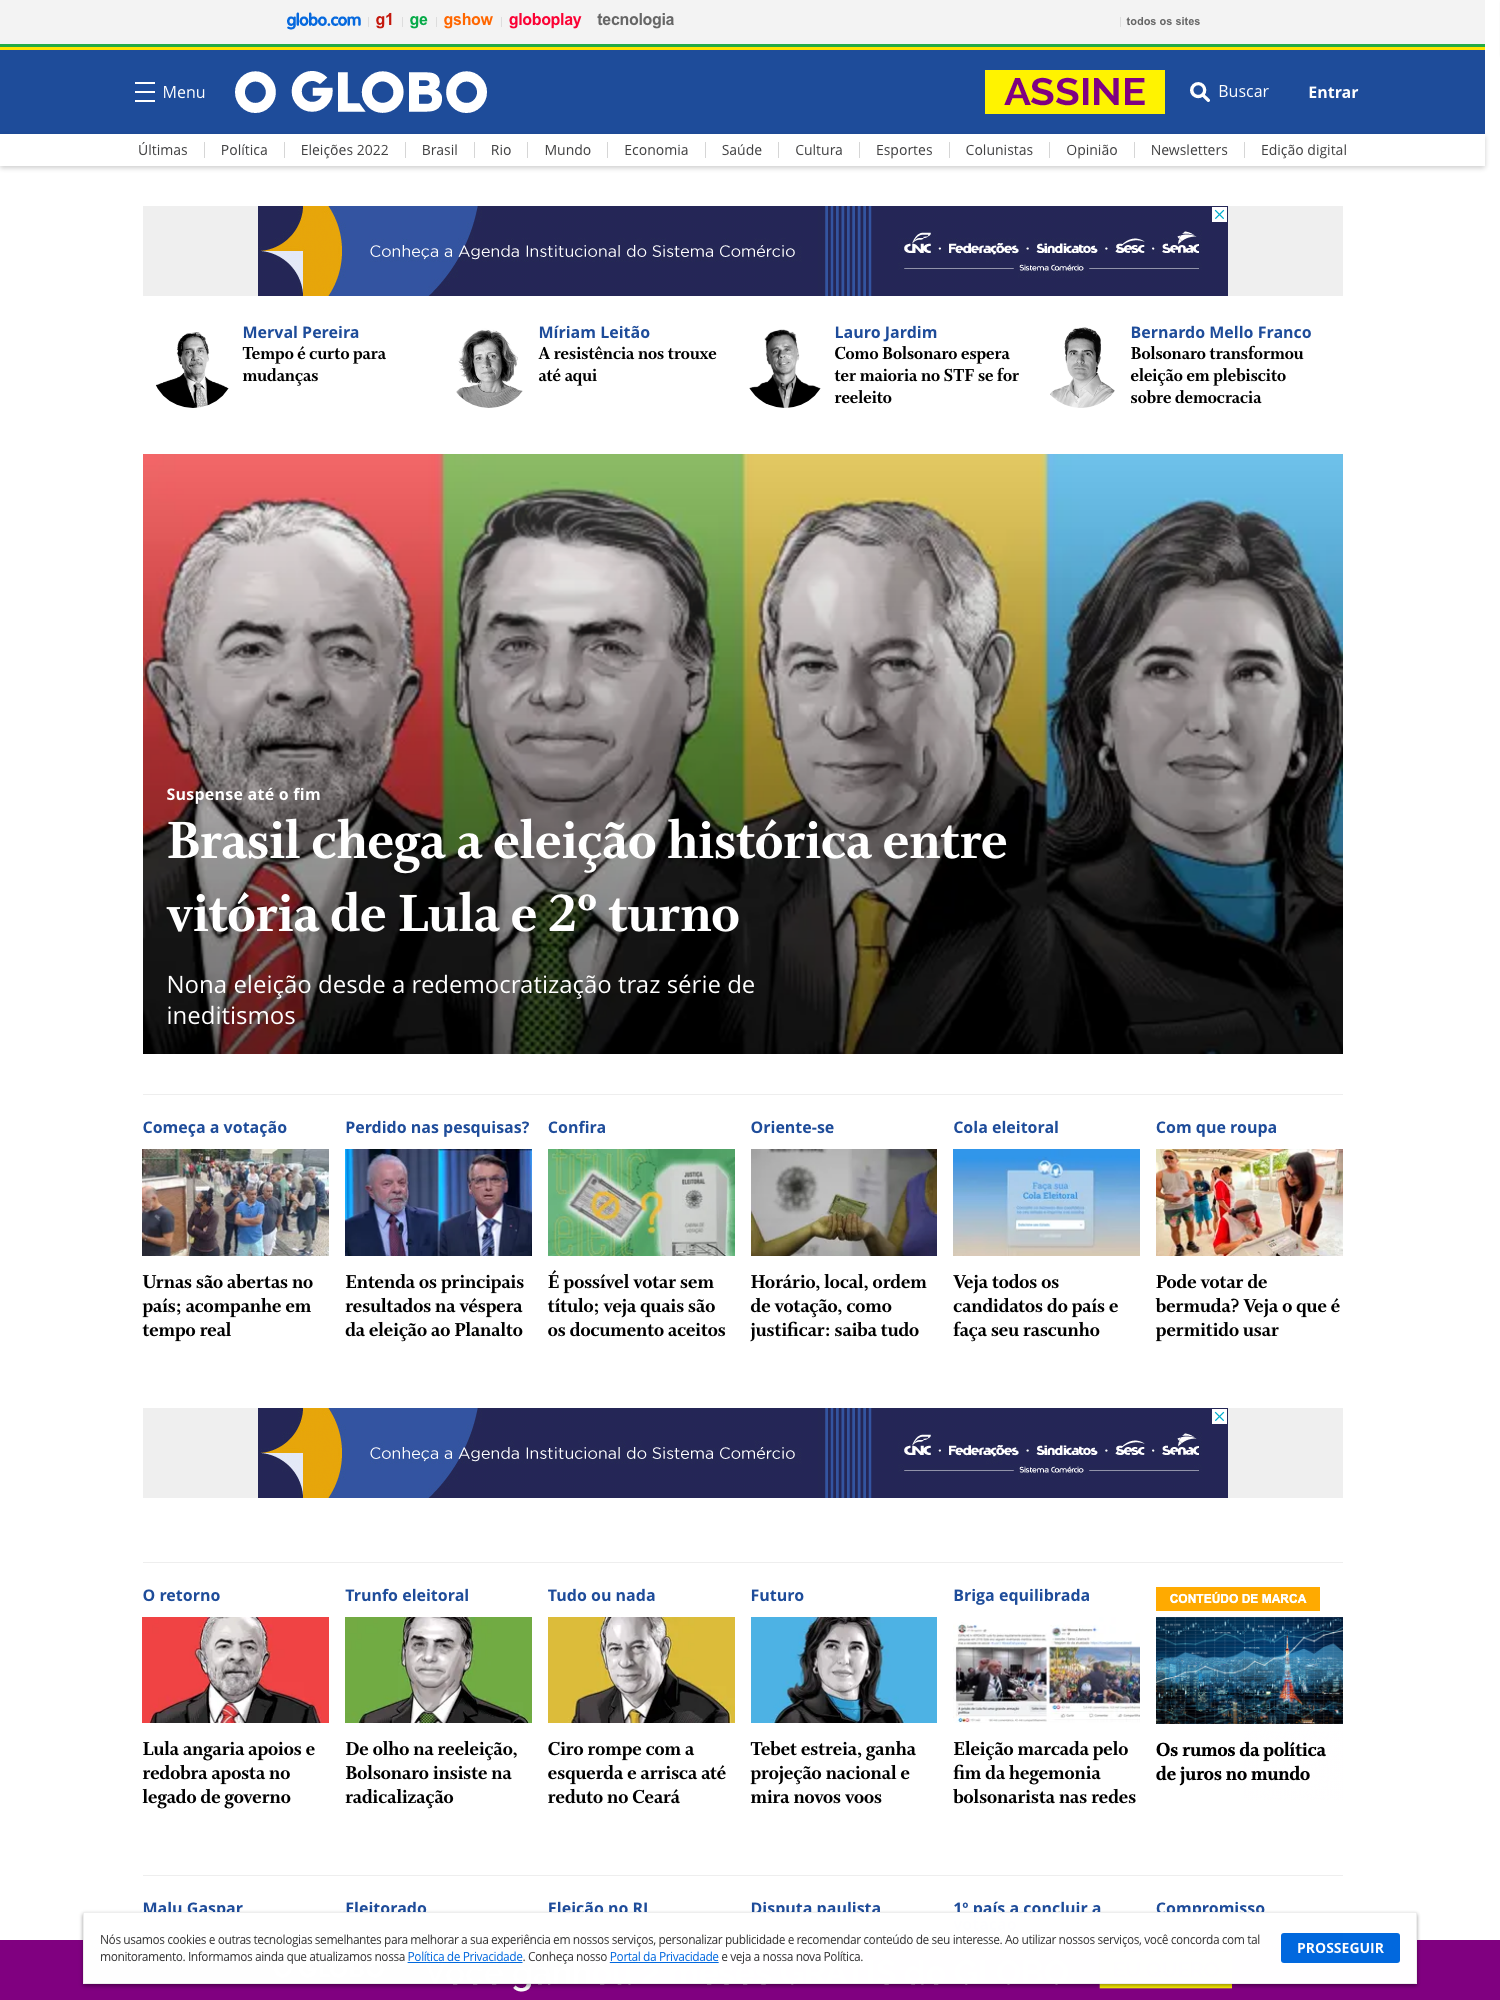 globo.com g1 ge gshow globoplay tecnologia todos os sites
Menu O GLOBO ASSINE Buscar Entrar
Últimas Política Eleições 2022 Brasil Rio Mundo Economia Saúde Cultura Esportes Colunistas Opinião Newsletters Edição digital
Conheça a Agenda Institucional do Sistema Comércio CNC · Federações · Sindicatos · Sesc · Senac
Sistema Comércio
Merval Pereira
Tempo é curto para
mudanças
Míriam Leitão
A resistência nos trouxe
até aqui
Lauro Jardim
Como Bolsonaro espera
ter maioria no STF se for
reeleito
Bernardo Mello Franco
Bolsonaro transformou
eleição em plebiscito
sobre democracia
Suspense até o fim
Brasil chega a eleição histórica entre
vitória de Lula e 2º turno
Nona eleição desde a redemocratização traz série de
ineditismos
Começa a votação
Urnas são abertas no
país; acompanhe em
tempo real
Perdido nas pesquisas?
Entenda os principais
resultados na véspera
da eleição ao Planalto
Confira
JUSTIÇA
ELEITORAL
É possível votar sem
título; veja quais são
os documento aceitos
Oriente-se
Horário, local, ordem
de votação, como
justificar: saiba tudo
Cola eleitoral
Faça sua
Cola Eleitoral
Veja todos os
candidatos do país e
faça seu rascunho
Com que roupa
Pode votar de
bermuda? Veja o que é
permitido usar
Conheça a Agenda Institucional do Sistema Comércio CNC · Federações · Sindicatos · Sesc · Senac
Sistema Comércio
O retorno
Lula angaria apoios e
redobra aposta no
legado de governo
Trunfo eleitoral
De olho na reeleição,
Bolsonaro insiste na
radicalização
Tudo ou nada
Ciro rompe com a
esquerda e arrisca até
reduto no Ceará
Futuro
Tebet estreia, ganha
projeção nacional e
mira novos voos
Briga equilibrada
Eleição marcada pelo
fim da hegemonia
bolsonarista nas redes
CONTEÚDO DE MARCA
Os rumos da política
de juros no mundo
Malu Gaspar
Eleitorado
Eleição no RJ
Disputa paulista
1º país a concluir a
Compromisso
Nós usamos cookies e outras tecnologias semelhantes para melhorar a sua experiência em nossos serviços, personalizar publicidade e recomendar conteúdo de seu interesse. Ao utilizar nossos serviços, você concorda com tal
monitoramento. Informamos ainda que atualizamos nossa Política de Privacidade. Conheça nosso Portal da Privacidade e veja a nossa nova Política.
PROSSEGUIR